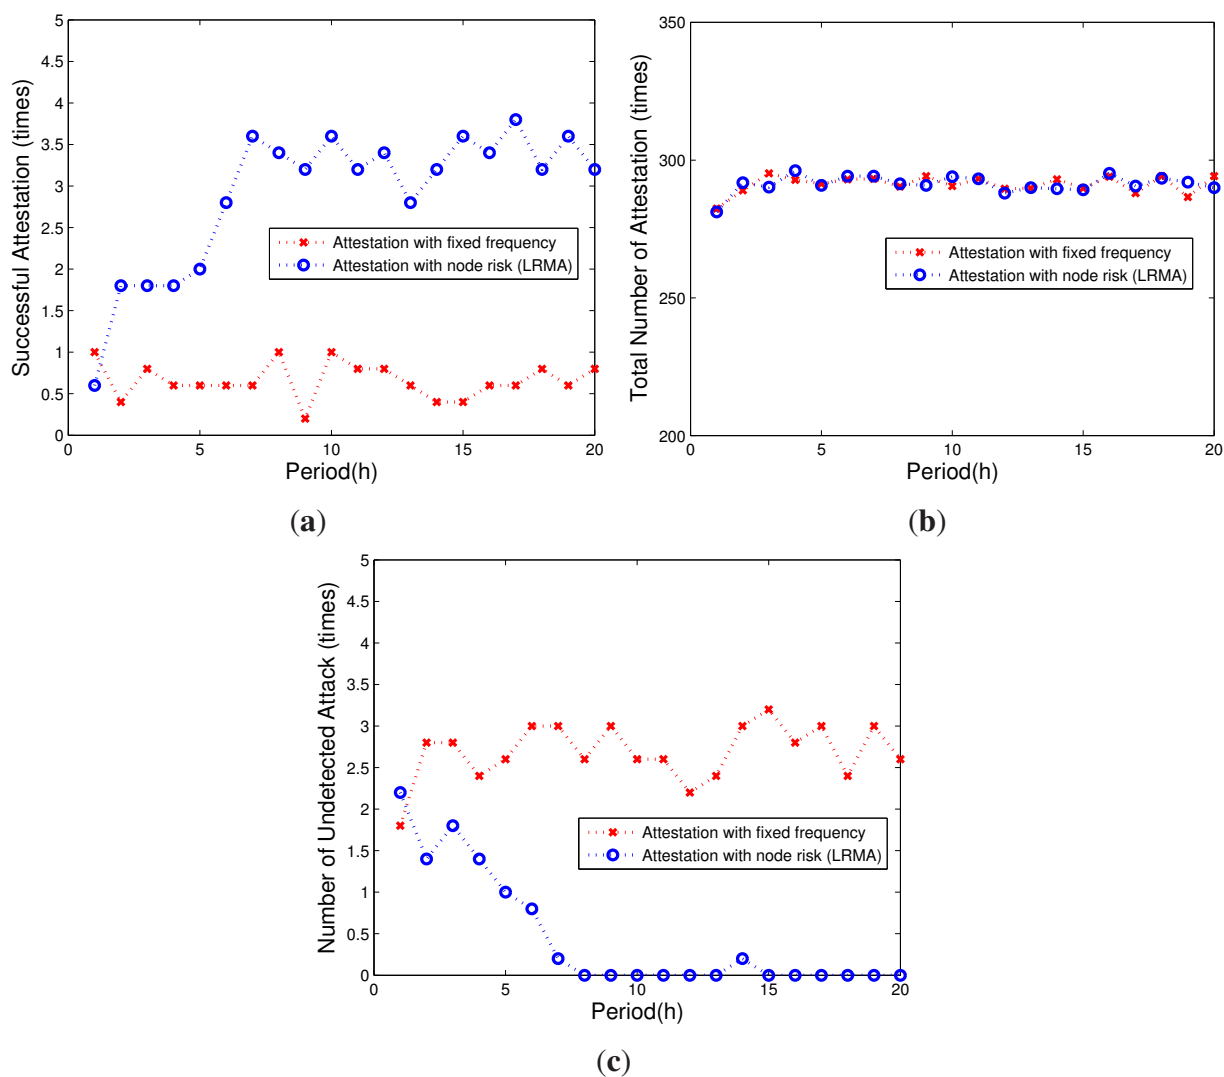 5
4.5
4
3.5
3
2.5
2
1.5
1
0.5
0
Successful Attestation (times)
Attestation with fixed frequency
Attestation with node risk (LRMA)
0 5 10 15 20
Period(h)
(a)
350
300
250
200
Total Number of Attestation (times)
Attestation with fixed frequency
Attestation with node risk (LRMA)
0 5 10 15 20
Period(h)
(b)
5
4.5
4
3.5
3
2.5
2
1.5
1
0.5
0
Number of Undetected Attack (times)
Attestation with fixed frequency
Attestation with node risk (LRMA)
0 5 10 15 20
Period(h)
(c)